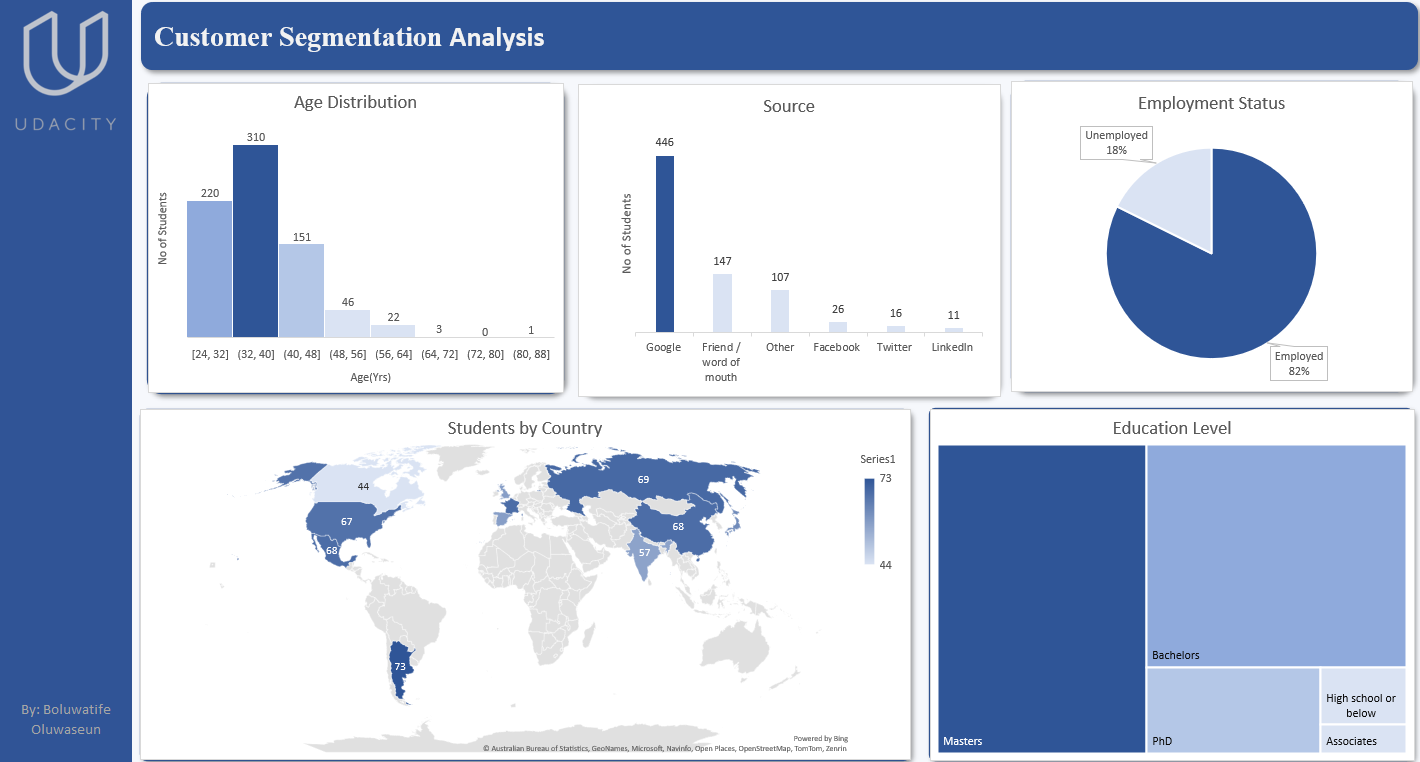 UDACITY
By: Boluwatife
Oluwaseun
Customer Segmentation Analysis
Age Distribution
No of Students
310
220
151
46
22
3
0
1
[24, 32]
(32, 40]
(40, 48]
(48, 56]
(56, 64]
(64, 72]
(72, 80]
(80, 88]
Age(Yrs)
Source
No of Students
446
147
107
26
16
11
Google
Friend /
word of
mouth
Other
Facebook
Twitter
LinkedIn
Employment Status
Unemployed
18%
Employed
82%
Students by Country
44
67
68
73
69
68
57
Series1
73
44
Powered by Bing
© Australian Bureau of Statistics, GeoNames, Microsoft, Navinfo, Open Places, OpenStreetMap, TomTom, Zenrin
Education Level
Masters
Bachelors
PhD
High school or
below
Associates